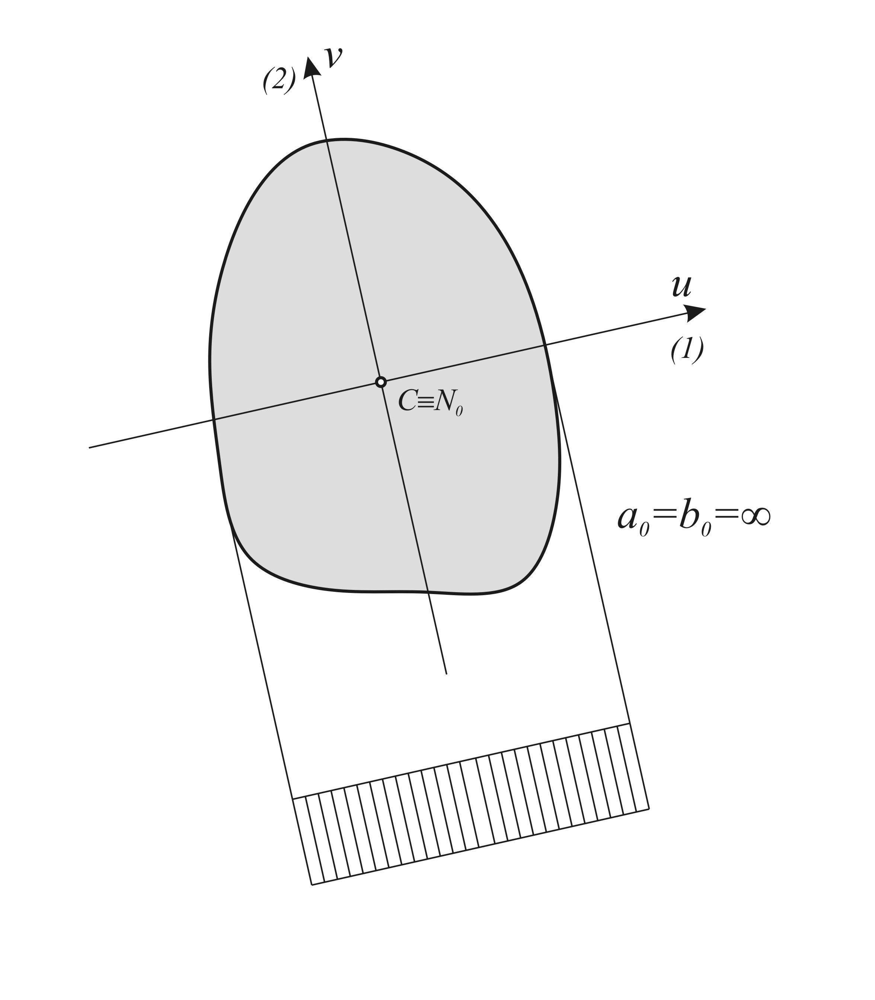 v
(2)
u
(1)
C≡N₀
a₀=b₀=∞